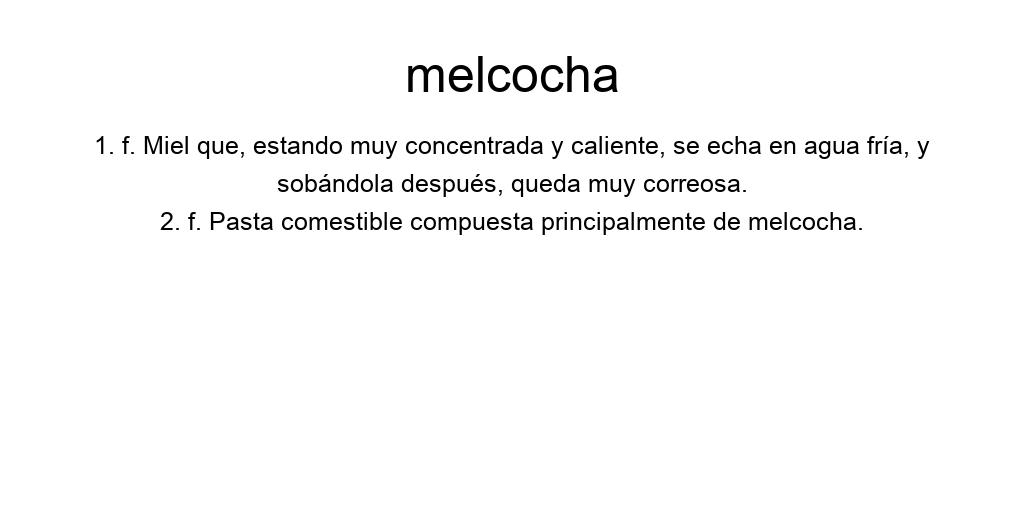 melcocha
1. f. Miel que, estando muy concentrada y caliente, se echa en agua fría, y
sobándola después, queda muy correosa.
2. f. Pasta comestible compuesta principalmente de melcocha.